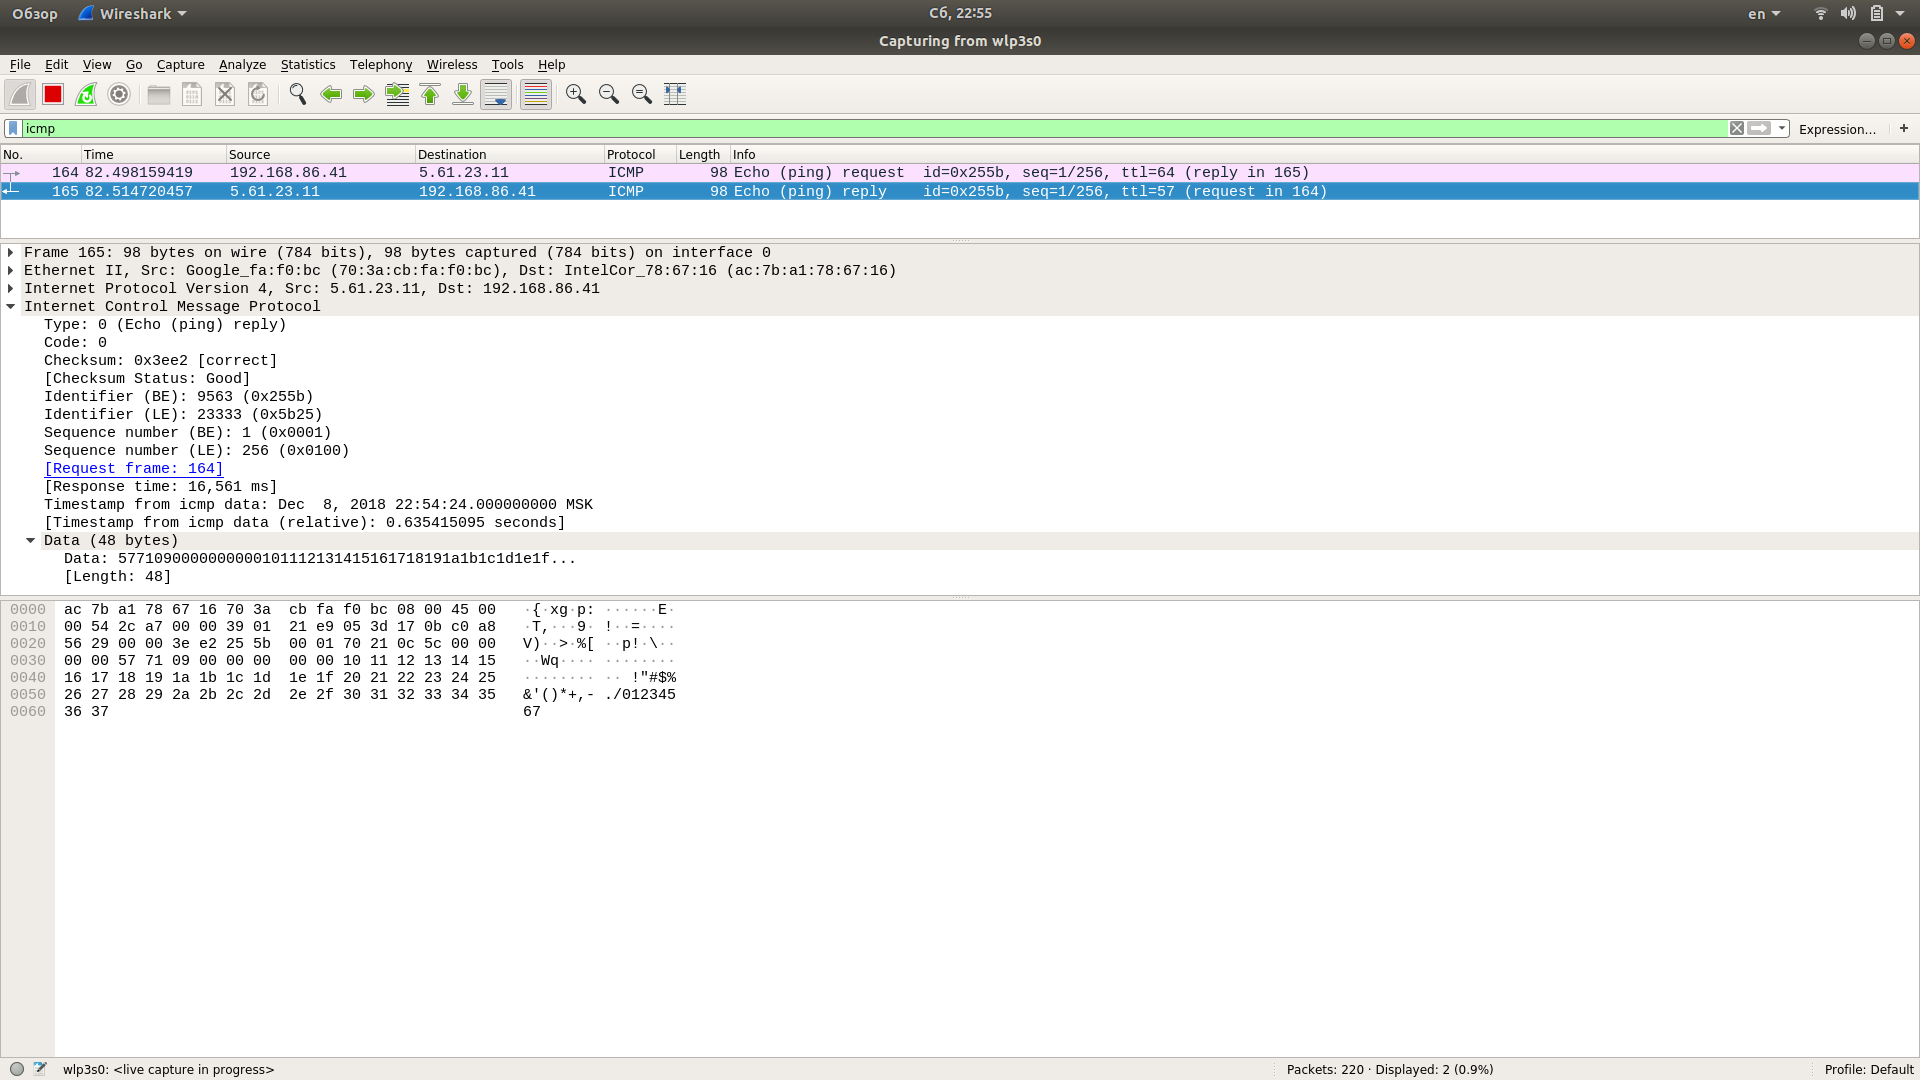 Обзор Wireshark Сб, 22:55 en
Capturing from wlp3s0
File Edit View Go Capture Analyze Statistics Telephony Wireless Tools Help
icmp Expression... +
No. Time Source Destination Protocol Length Info
164 82.498159419 192.168.86.41 5.61.23.11 ICMP 98 Echo (ping) request id=0x255b, seq=1/256, ttl=64 (reply in 165)
165 82.514720457 5.61.23.11 192.168.86.41 ICMP 98 Echo (ping) reply id=0x255b, seq=1/256, ttl=57 (request in 164)
Frame 165: 98 bytes on wire (784 bits), 98 bytes captured (784 bits) on interface 0
Ethernet II, Src: Google_fa:f0:bc (70:3a:cb:fa:f0:bc), Dst: IntelCor_78:67:16 (ac:7b:a1:78:67:16)
Internet Protocol Version 4, Src: 5.61.23.11, Dst: 192.168.86.41
Internet Control Message Protocol
Type: 0 (Echo (ping) reply)
Code: 0
Checksum: 0x3ee2 [correct]
[Checksum Status: Good]
Identifier (BE): 9563 (0x255b)
Identifier (LE): 23333 (0x5b25)
Sequence number (BE): 1 (0x0001)
Sequence number (LE): 256 (0x0100)
[Request frame: 164]
[Response time: 16,561 ms]
Timestamp from icmp data: Dec 8, 2018 22:54:24.000000000 MSK
[Timestamp from icmp data (relative): 0.635415095 seconds]
Data (48 bytes)
Data: 577109000000000010111213141516171819​1a1b1c1d1e1f...
[Length: 48]
0000 ac 7b a1 78 67 16 70 3a cb fa f0 bc 08 00 45 00 ·{·xg·p: ······E·
0010 00 54 2c a7 00 00 39 01 21 e9 05 3d 17 0b c0 a8 ·T,···9· !··=····
0020 56 29 00 00 3e e2 25 5b 00 01 70 21 0c 5c 00 00 V)··>·%[ ··p!·\··
0030 00 00 57 71 09 00 00 00 00 00 10 11 12 13 14 15 ··Wq···· ········
0040 16 17 18 19 1a 1b 1c 1d 1e 1f 20 21 22 23 24 25 ········ ·· !"#$%
0050 26 27 28 29 2a 2b 2c 2d 2e 2f 30 31 32 33 34 35 &'()*+,- ./012345
0060 36 37 67
wlp3s0: <live capture in progress> Packets: 220 · Displayed: 2 (0.9%) Profile: Default